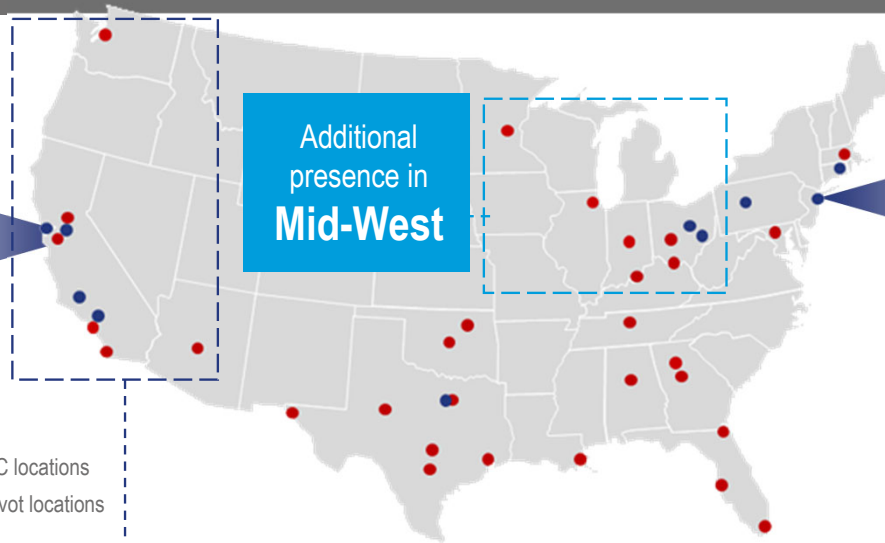 Additional
presence in
Mid-West
C locations
vot locations